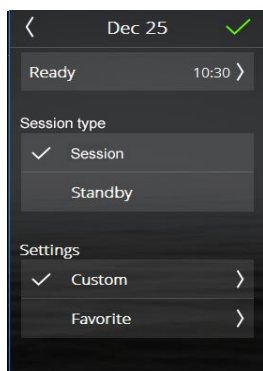 Dec 25
Ready 10:30
Session type
Session
Standby
Settings
Custom
Favorite